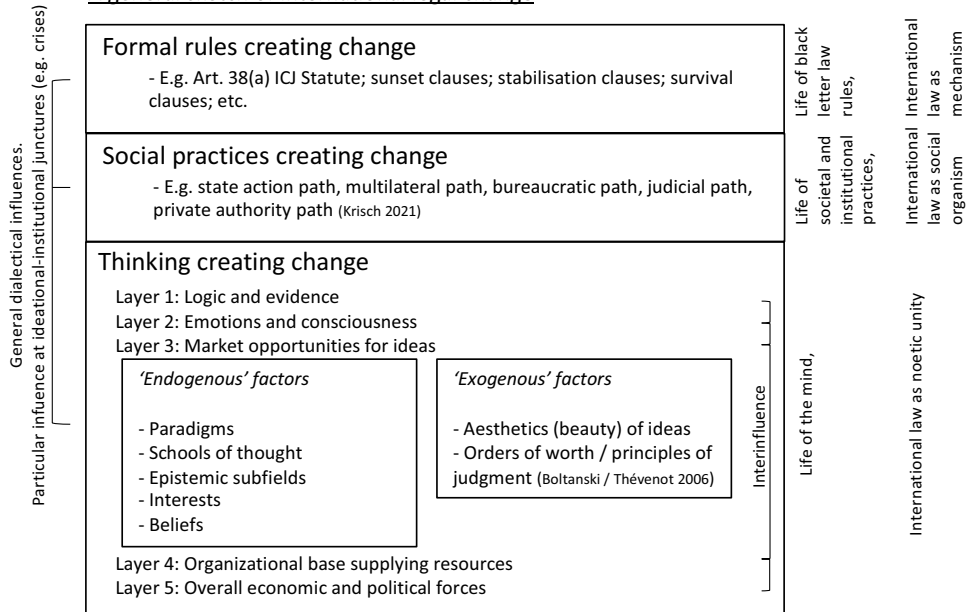 Formal rules creating change
- E.g. Art. 38(a) ICJ Statute; sunset clauses; stabilisation clauses; survival
clauses; etc.
Social practices creating change
- E.g. state action path, multilateral path, bureaucratic path, judicial path,
private authority path (Krisch 2021)
Thinking creating change
Layer 1: Logic and evidence
Layer 2: Emotions and consciousness
Layer 3: Market opportunities for ideas
'Endogenous' factors
- Paradigms
- Schools of thought
- Epistemic subfields
- Interests
- Beliefs
'Exogenous' factors
- Aesthetics (beauty) of ideas
- Orders of worth / principles of
judgment (Boltanski / Thévenot 2006)
Layer 4: Organizational base supplying resources
Layer 5: Overall economic and political forces
General dialectical influences.
Particular influence at ideational-institutional junctures (e.g. crises)
Interinfluence
Life of black
letter law
rules,
International
law as
mechanism
Life of
societal and
institutional
practices,
International
law as social
organism
Life of the mind,
International law as noetic unity